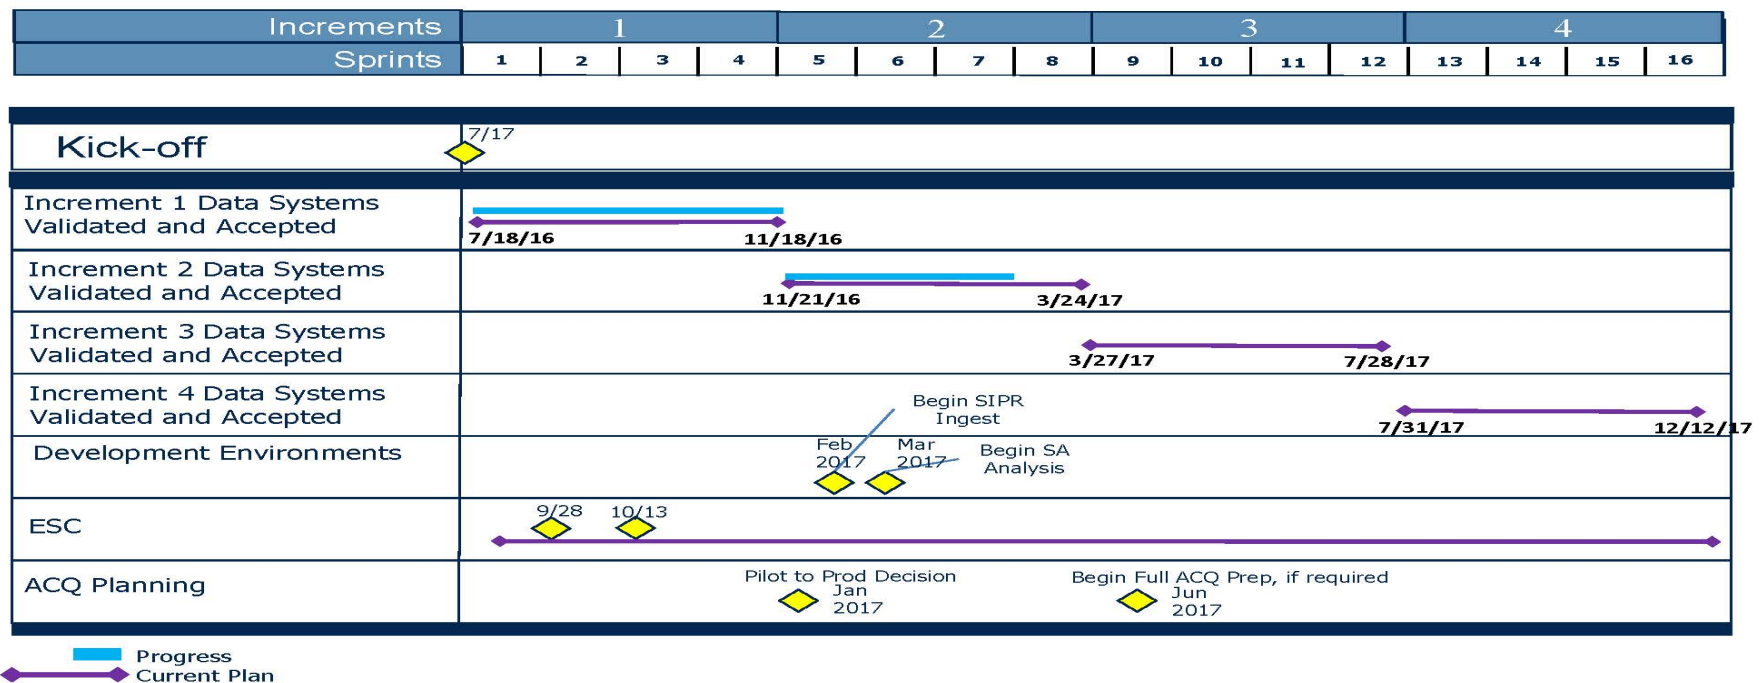 Increments 1 2 3 4
Sprints 1 2 3 4 5 6 7 8 9 10 11 12 13 14 15 16
Kick-off
7/17
Increment 1 Data Systems
Validated and Accepted
7/18/16 11/18/16
Increment 2 Data Systems
Validated and Accepted
11/21/16 3/24/17
Increment 3 Data Systems
Validated and Accepted
3/27/17 7/28/17
Increment 4 Data Systems
Validated and Accepted
7/31/17 12/12/17
Begin SIPR
Ingest
Development Environments
Feb
2017
Mar
2017
Begin SA
Analysis
ESC
9/28 10/13
ACQ Planning
Pilot to Prod Decision
Jan
2017
Begin Full ACQ Prep, if required
Jun
2017
Progress
Current Plan